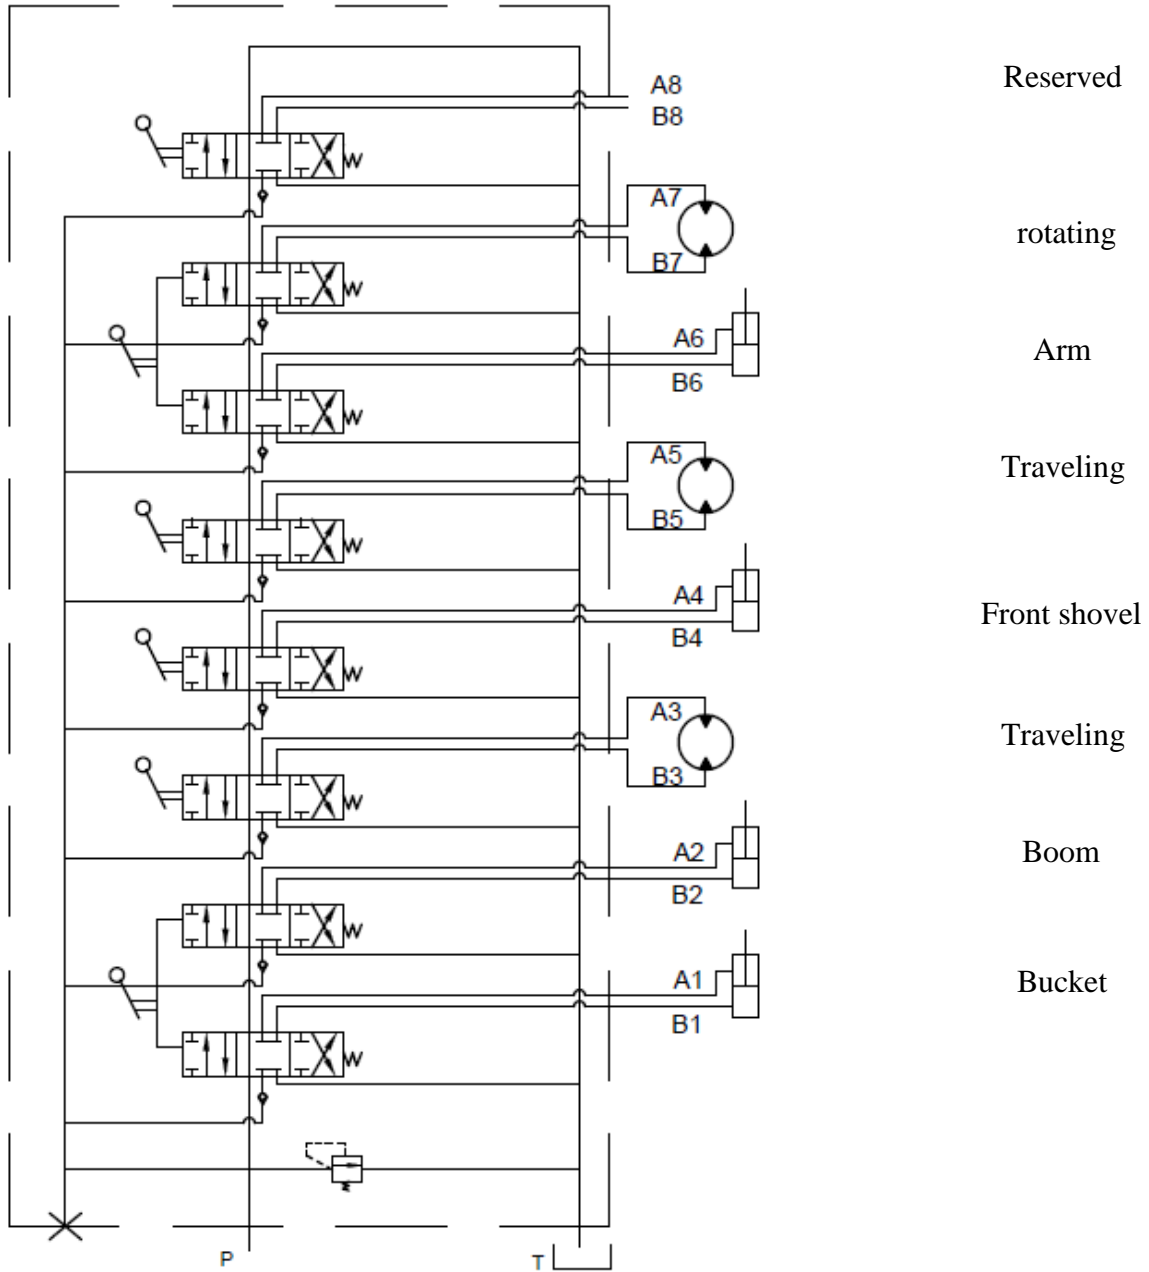 A8
Reserved
B8
A7
rotating
B7
A6
Arm
B6
A5
Traveling
B5
A4
Front shovel
B4
A3
Traveling
B3
A2
Boom
B2
A1
Bucket
B1
P
T